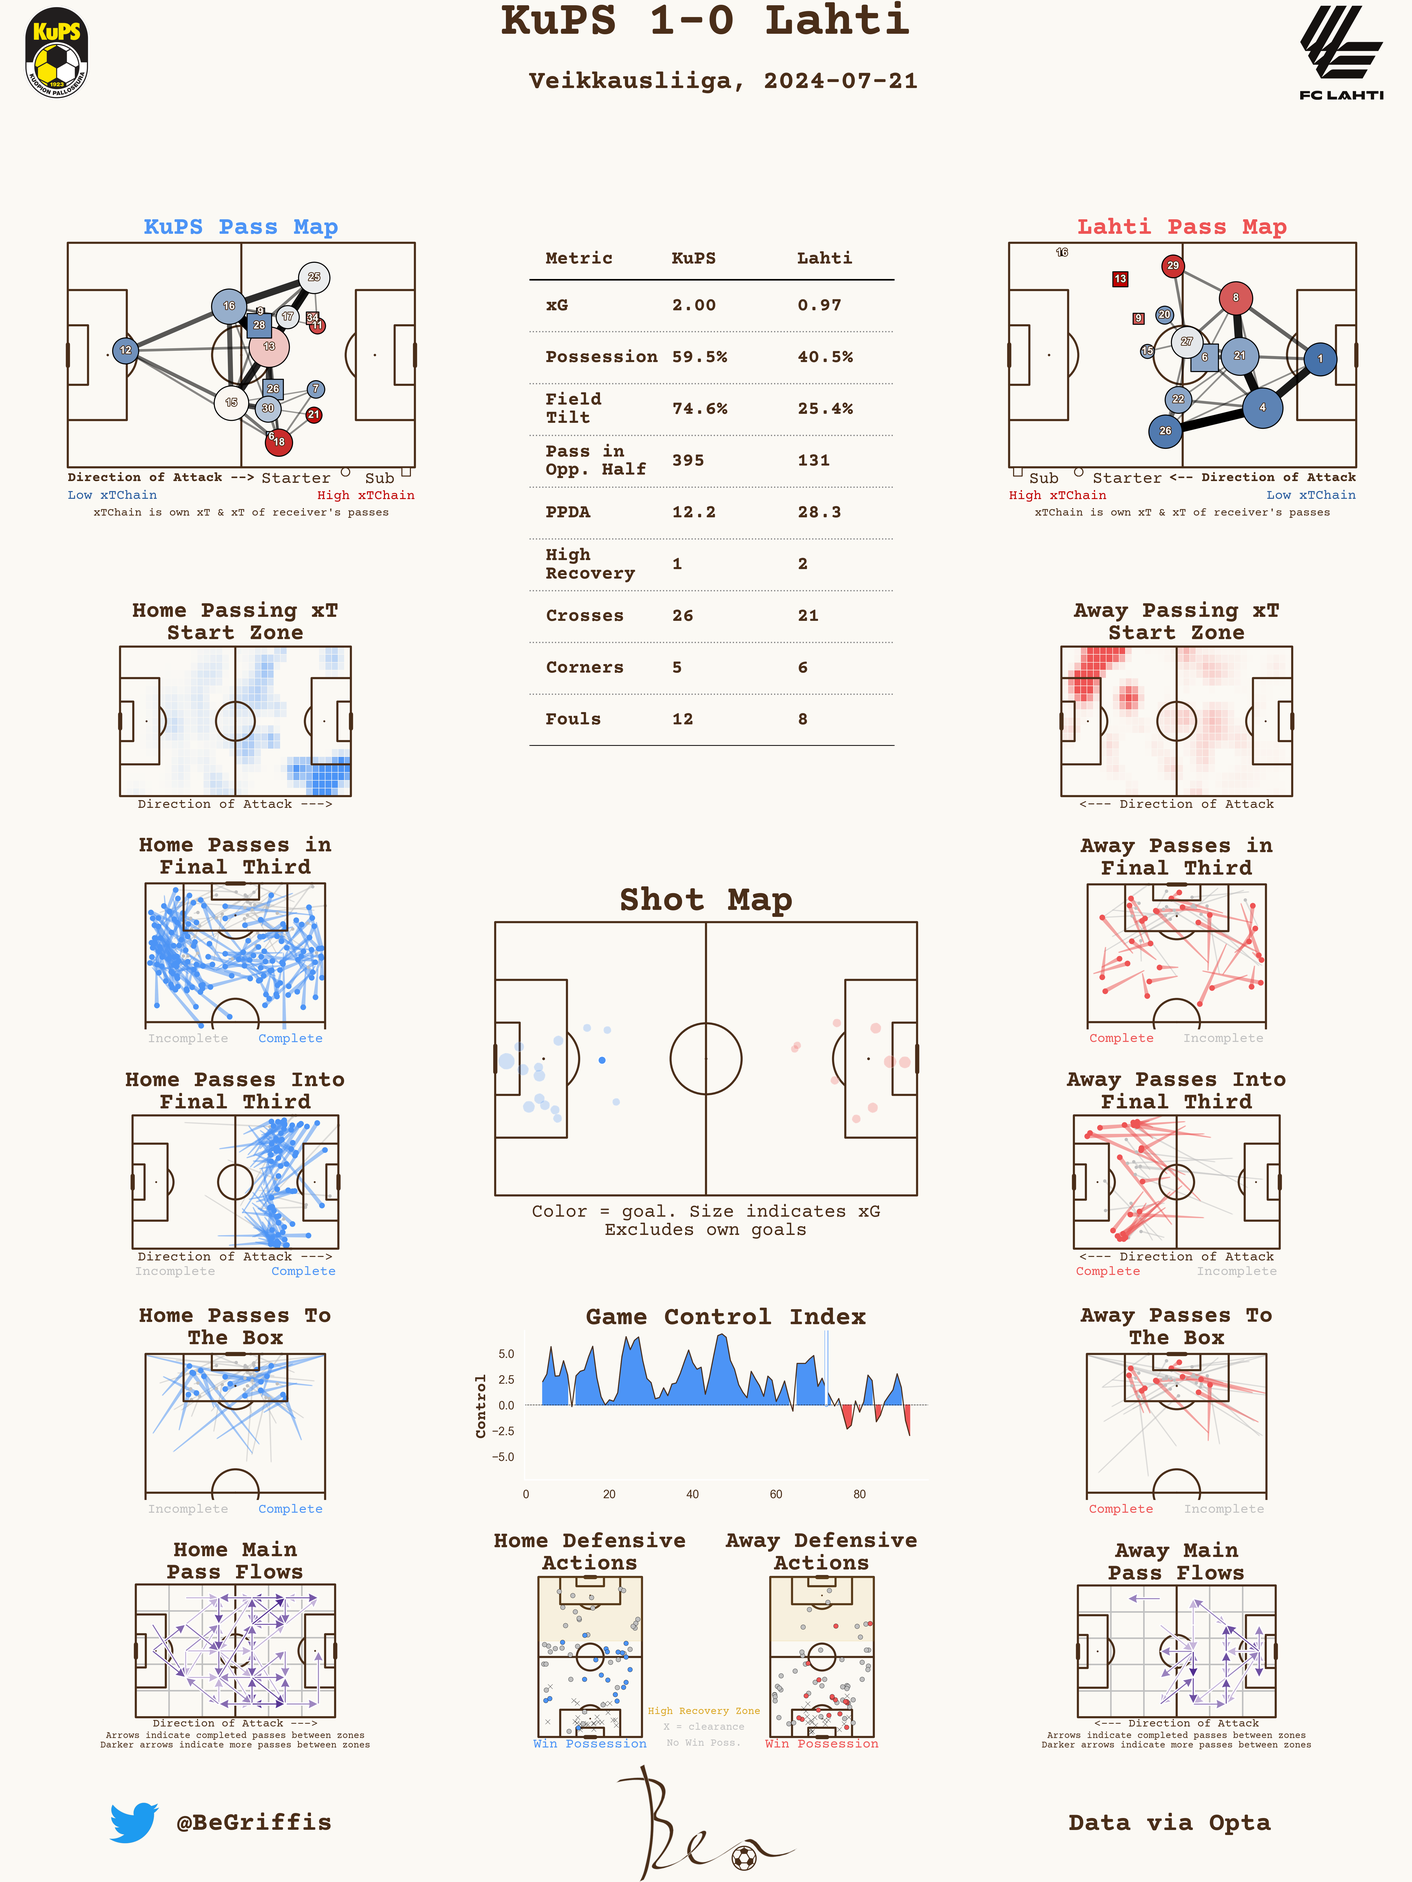 KuPS 1-0 Lahti
Veikkausliiga, 2024-07-21
KuPS
1923
KUOPION PALLOSEURA
FC LAHTI
KuPS Pass Map
25
16
9
17
34
11
28
13
12
26
7
15
30
21
6
18
Direction of Attack --> Starter Sub
Low xTChain High xTChain
xTChain is own xT & xT of receiver's passes
Metric KuPS Lahti
xG 2.00 0.97
Possession 59.5% 40.5%
Field
Tilt 74.6% 25.4%
Pass in
Opp. Half 395 131
PPDA 12.2 28.3
High
Recovery 1 2
Crosses 26 21
Corners 5 6
Fouls 12 8
Lahti Pass Map
16
29
13
8
9
20
27
15
6
21
1
22
4
26
Sub Starter <-- Direction of Attack
High xTChain Low xTChain
xTChain is own xT & xT of receiver's passes
Home Passing xT
Start Zone
Direction of Attack --->
Away Passing xT
Start Zone
<--- Direction of Attack
Home Passes in
Final Third
Incomplete Complete
Away Passes in
Final Third
Complete Incomplete
Shot Map
Color = goal. Size indicates xG
Excludes own goals
Home Passes Into
Final Third
Direction of Attack --->
Incomplete Complete
Away Passes Into
Final Third
<--- Direction of Attack
Complete Incomplete
Home Passes To
The Box
Incomplete Complete
Game Control Index
Control
5.0
2.5
0.0
−2.5
−5.0
0 20 40 60 80
Away Passes To
The Box
Complete Incomplete
Home Main
Pass Flows
Direction of Attack --->
Arrows indicate completed passes between zones
Darker arrows indicate more passes between zones
Home Defensive
Actions
Win Possession
High Recovery Zone
X = clearance
No Win Poss.
Away Defensive
Actions
Win Possession
Away Main
Pass Flows
<--- Direction of Attack
Arrows indicate completed passes between zones
Darker arrows indicate more passes between zones
@BeGriffis
Ben
Data via Opta